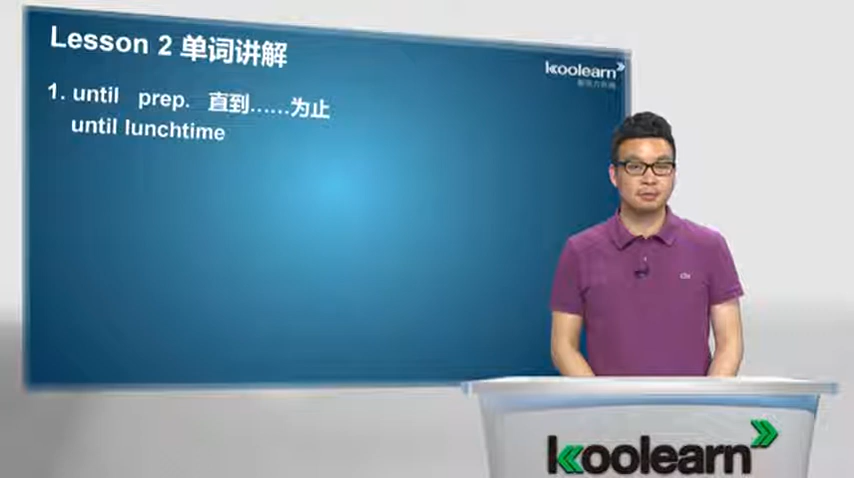 Lesson 2 单词讲解
koolearn
1. until prep. 直到……为止
until lunchtime
koolearn